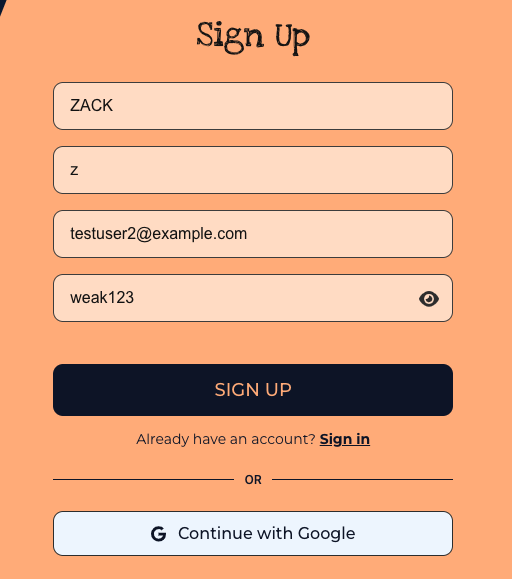 Sign Up
ZACK
z
testuser2@example.com
weak123
SIGN UP
Already have an account? Sign in
OR
Continue with Google